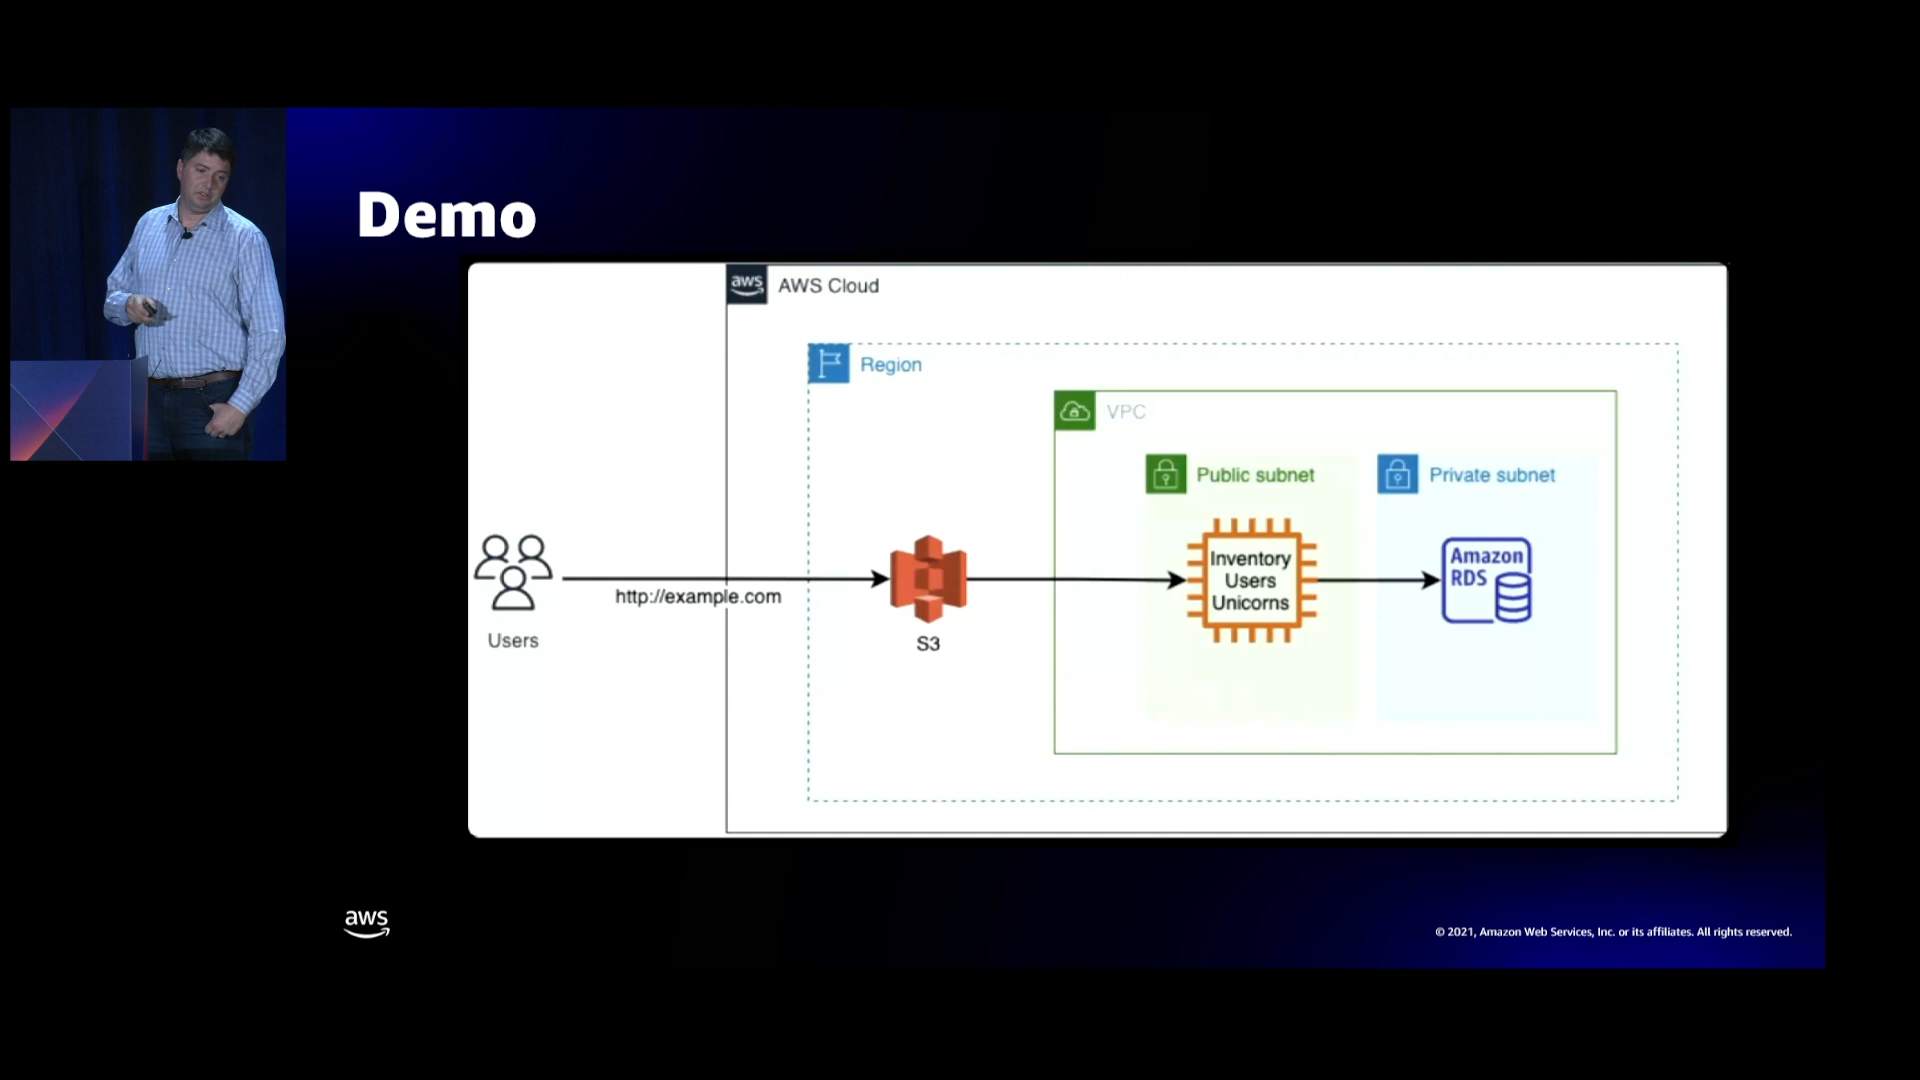 Demo
aws
AWS Cloud
Region
VPC
Public subnet
Private subnet
Users
http://example.com
S3
Inventory
Users
Unicorns
Amazon
RDS
aws
© 2021, Amazon Web Services, Inc. or its affiliates. All rights reserved.